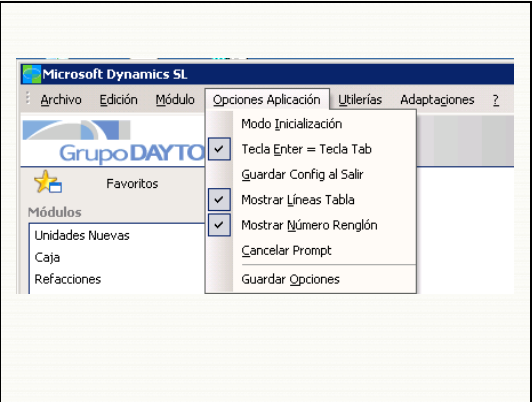 Microsoft Dynamics SL
Archivo Edición Módulo Opciones Aplicación Utilerías Adaptaciones ?
Modo Inicialización
GrupoDAYTO
Tecla Enter = Tecla Tab
Favoritos
Guardar Config al Salir
Módulos
Mostrar Líneas Tabla
Unidades Nuevas
Mostrar Número Renglón
Caja
Cancelar Prompt
Refacciones
Guardar Opciones